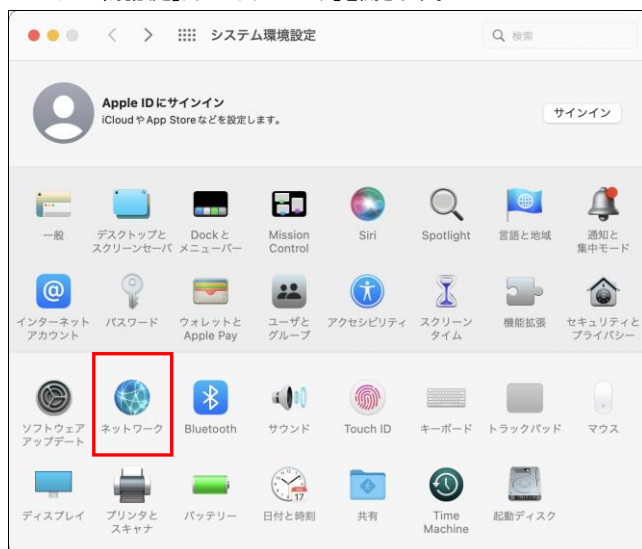 システム環境設定
検索
Apple IDにサインイン
iCloudやApp Storeなどを設定します。
サインイン
一般
デスクトップと
スクリーンセーバ
Dockと
メニューバー
Mission
Control
Siri
Spotlight
言語と地域
通知と
集中モード
インターネット
アカウント
パスワード
ウォレットと
Apple Pay
ユーザと
グループ
アクセシビリティ
スクリーン
タイム
機能拡張
セキュリティと
プライバシー
ソフトウェア
アップデート
ネットワーク
Bluetooth
サウンド
Touch ID
キーボード
トラックパッド
マウス
ディスプレイ
プリンタと
スキャナ
バッテリー
日付と時刻
17
共有
Time
Machine
起動ディスク